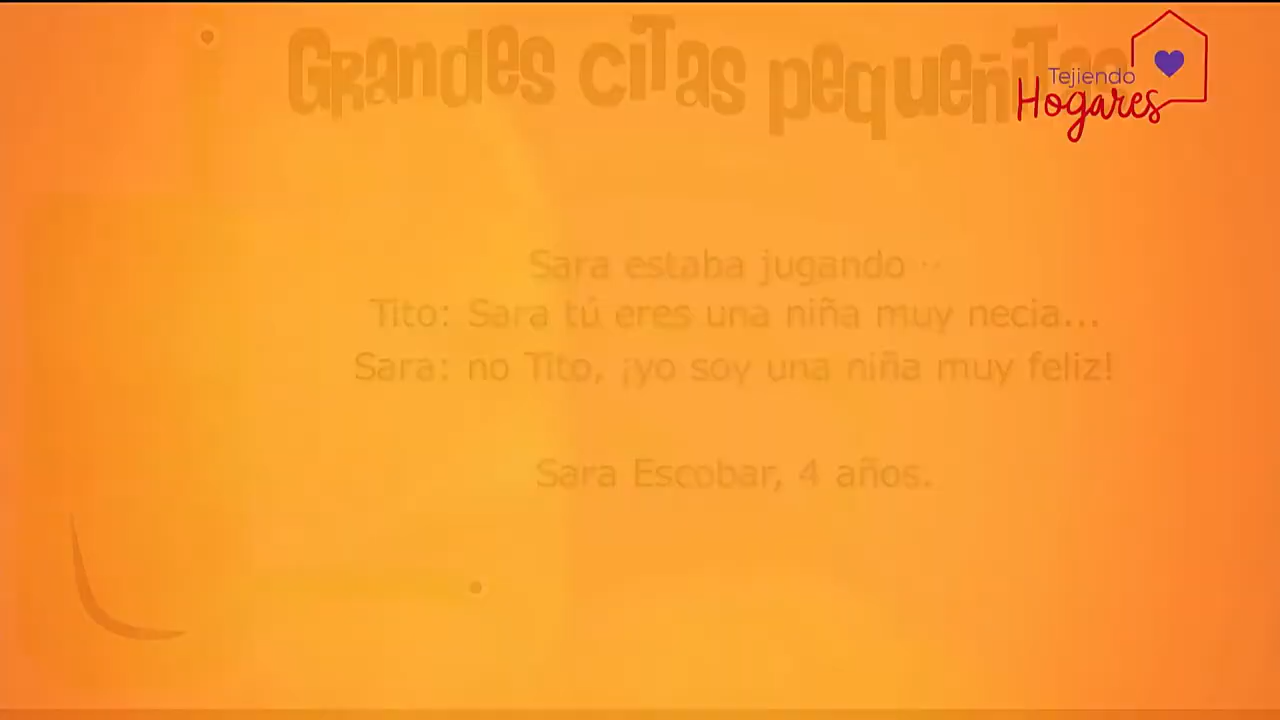 Grandes citas pequeñitas
Tejiendo
Hogares
Sara estaba jugando ··
Tito: Sara tú eres una niña muy necia...
Sara: no Tito, ¡yo soy una niña muy feliz!
Sara Escobar, 4 años.